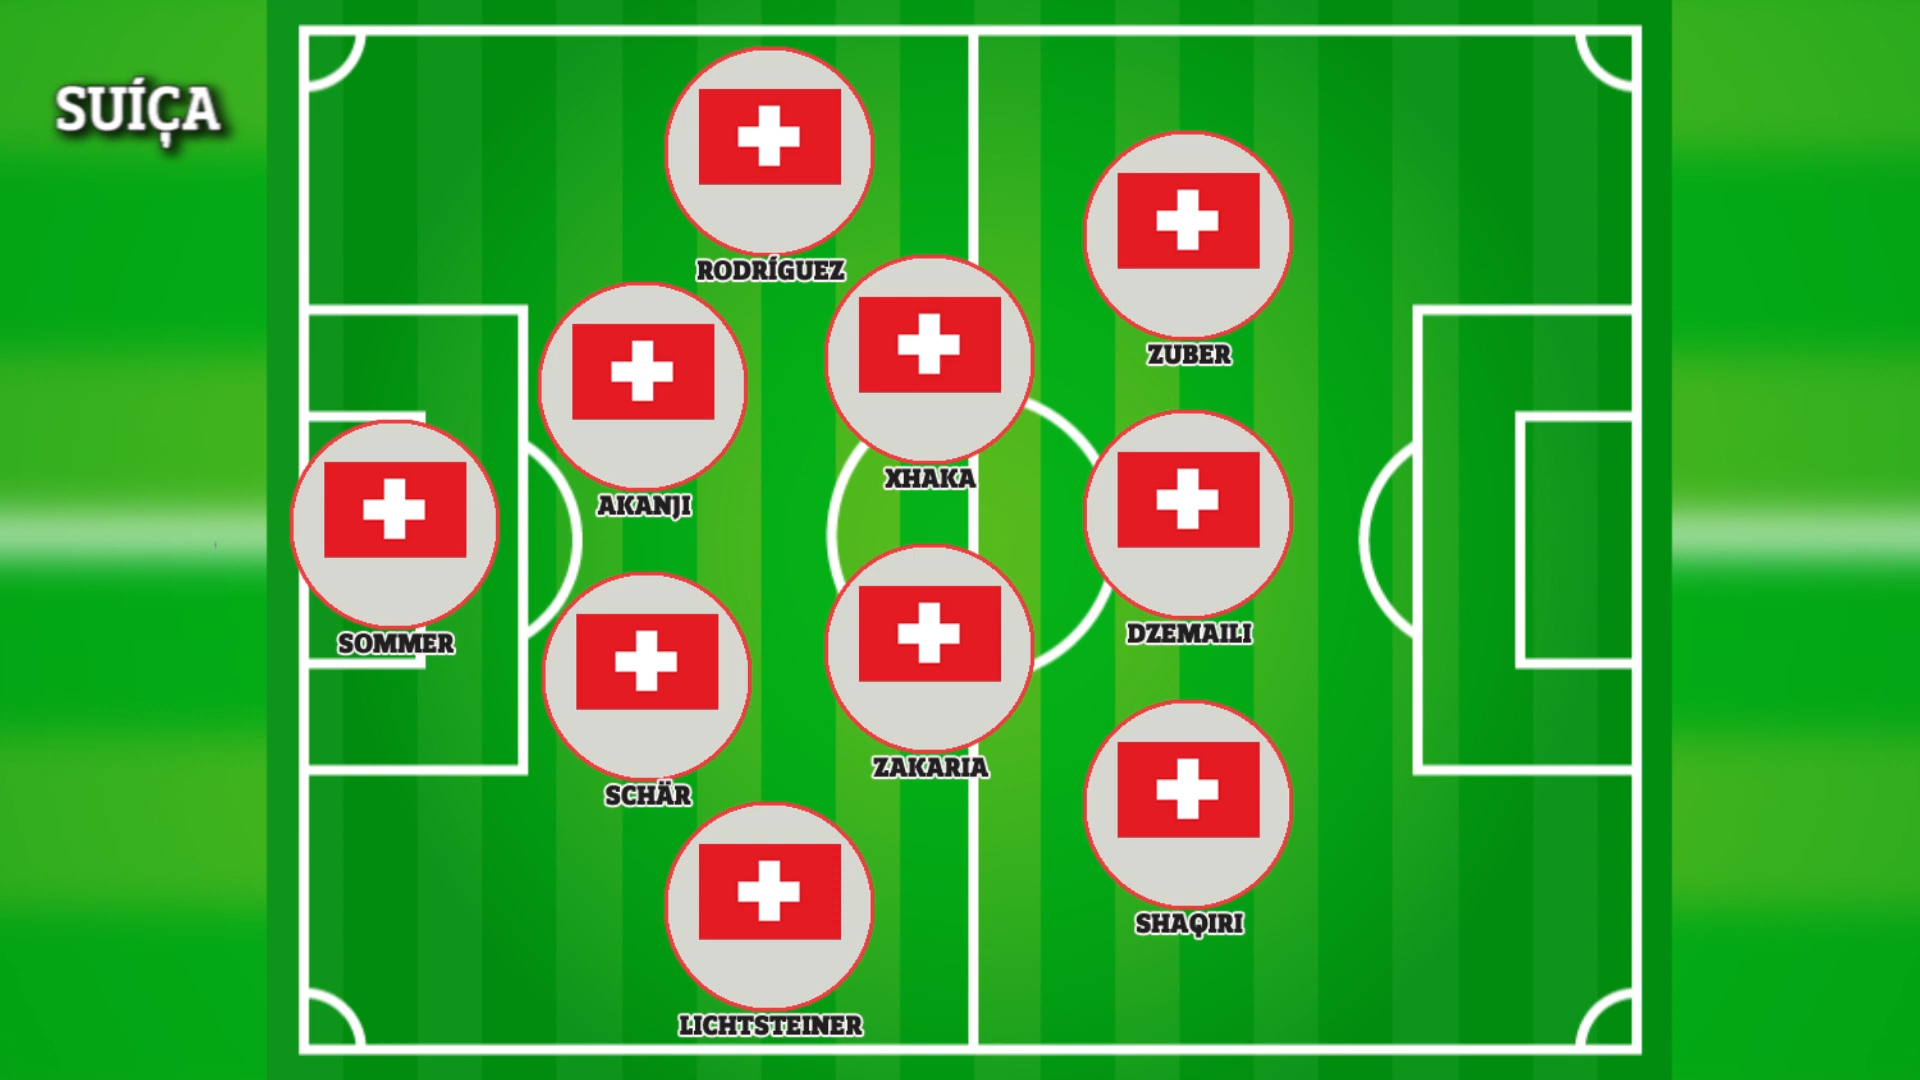 SUÍÇA
RODRÍGUEZ
ZUBER
XHAKA
AKANJI
DZEMAILI
SOMMER
ZAKARIA
SCHÄR
SHAQIRI
LICHTSTEINER